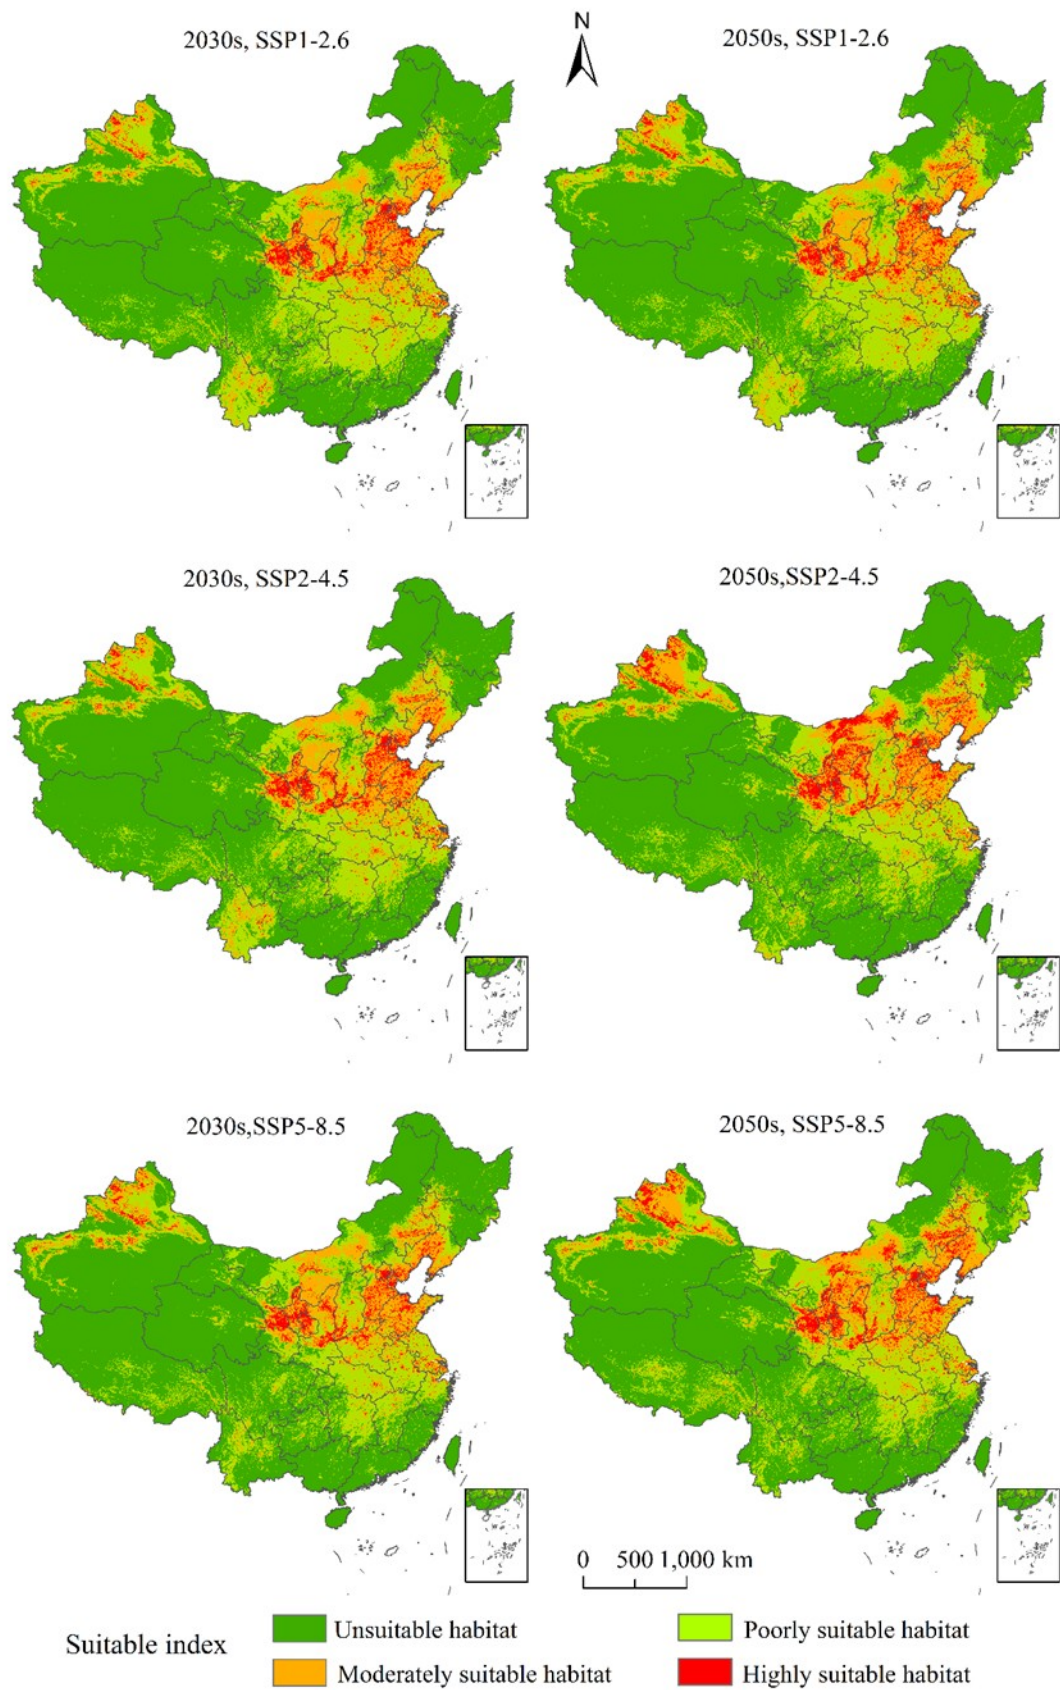 2030s, SSP1-2.6
N
2050s, SSP1-2.6
2030s, SSP2-4.5
2050s,SSP2-4.5
2030s,SSP5-8.5
2050s, SSP5-8.5
0 500 1,000 km
Suitable index
Unsuitable habitat
Poorly suitable habitat
Moderately suitable habitat
Highly suitable habitat